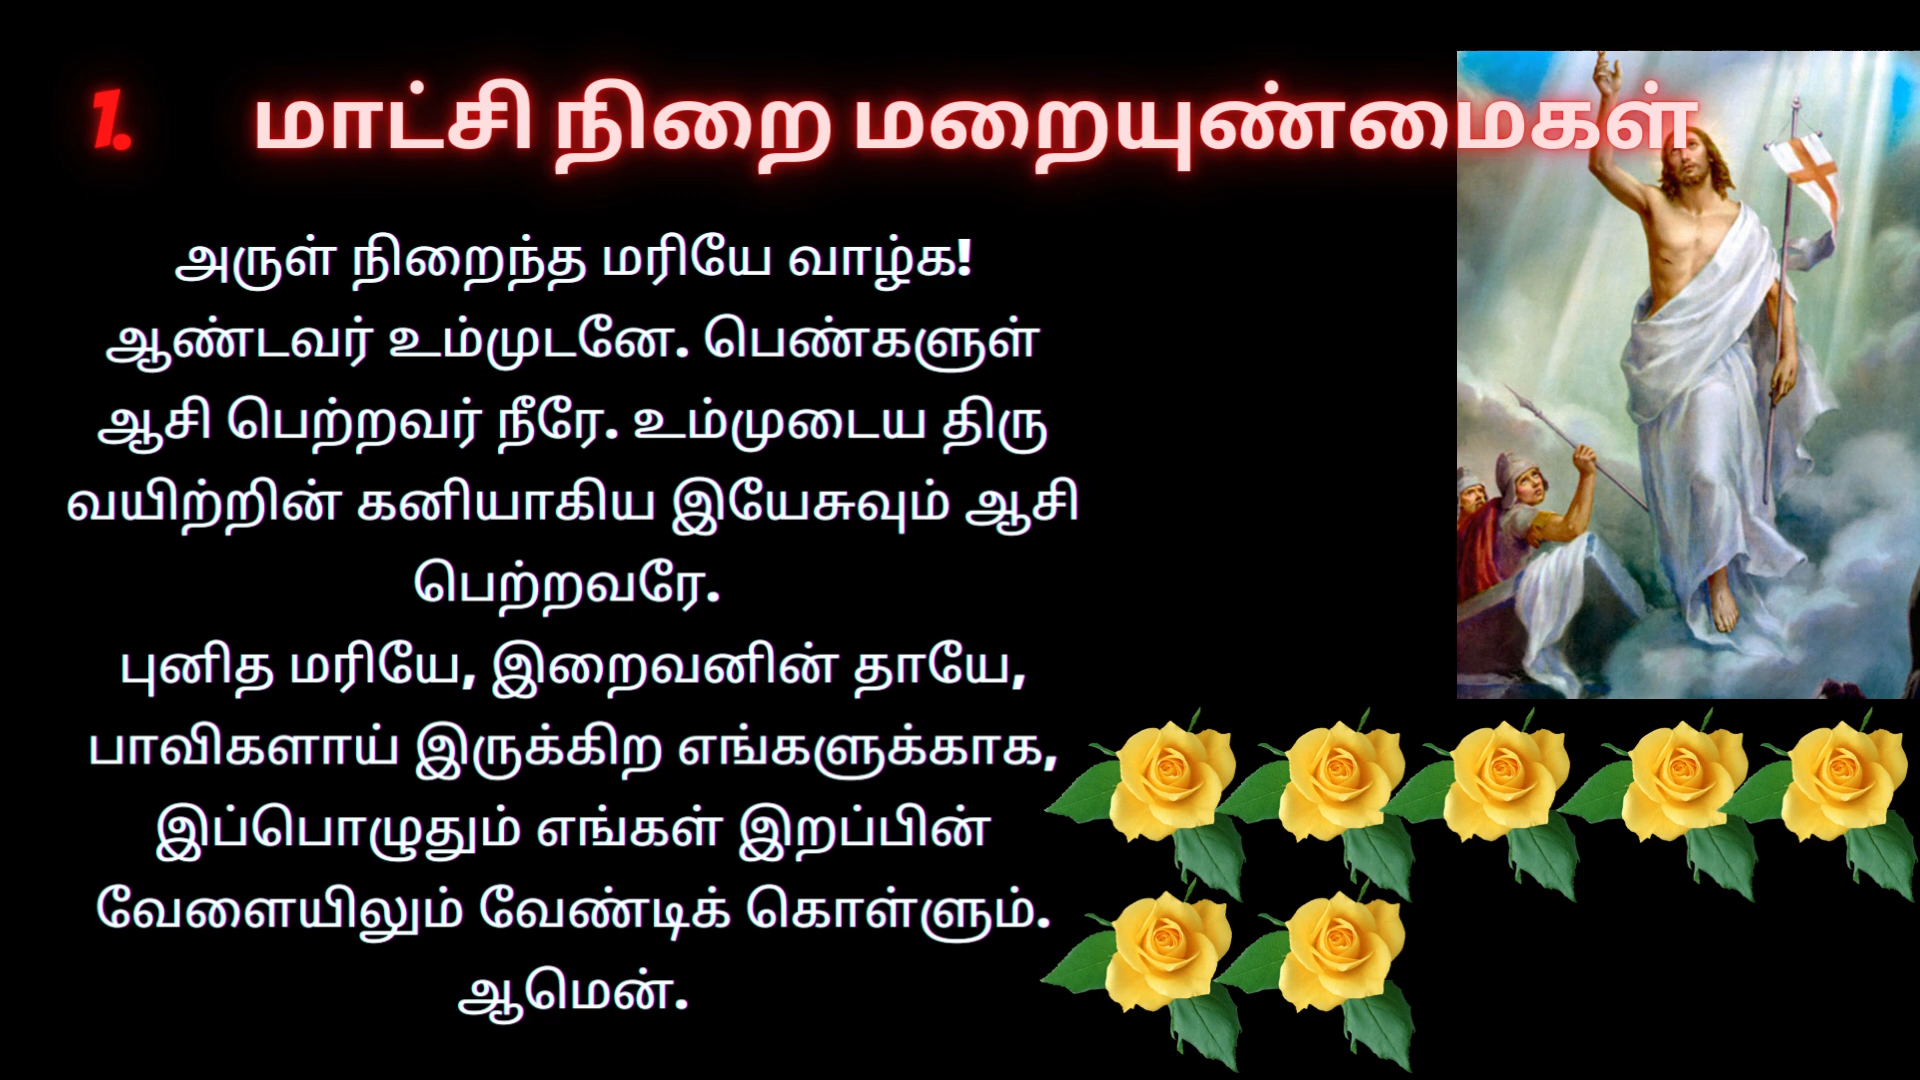 1. மாட்சி நிறை மறையுண்மைகள்
அருள் நிறைந்த மரியே வாழ்க!
ஆண்டவர் உம்முடனே. பெண்களுள்
ஆசி பெற்றவர் நீரே. உம்முடைய திரு
வயிற்றின் கனியாகிய இயேசுவும் ஆசி
பெற்றவரே.
புனித மரியே, இறைவனின் தாயே,
பாவிகளாய் இருக்கிற எங்களுக்காக,
இப்பொழுதும் எங்கள் இறப்பின்
வேளையிலும் வேண்டிக் கொள்ளும்.
ஆமென்.